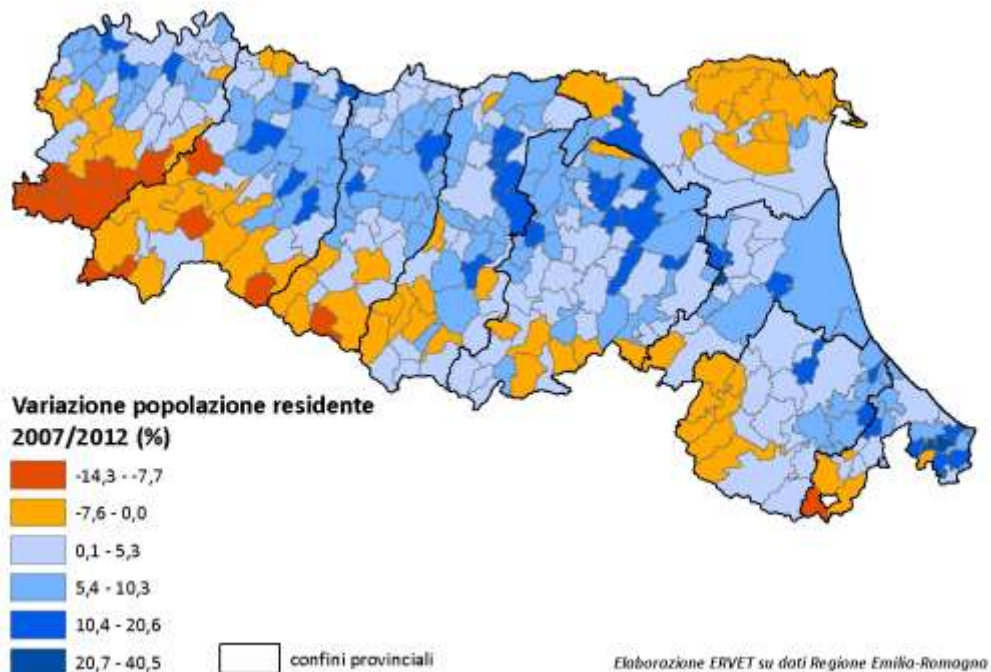 Variazione popolazione residente
2007/2012 (%)
-14,3 - -7,7
-7,6 - 0,0
0,1 - 5,3
5,4 - 10,3
10,4 - 20,6
20,7 - 40,5
confini provinciali
Elaborazione ERVET su dati Regione Emilia-Romagna